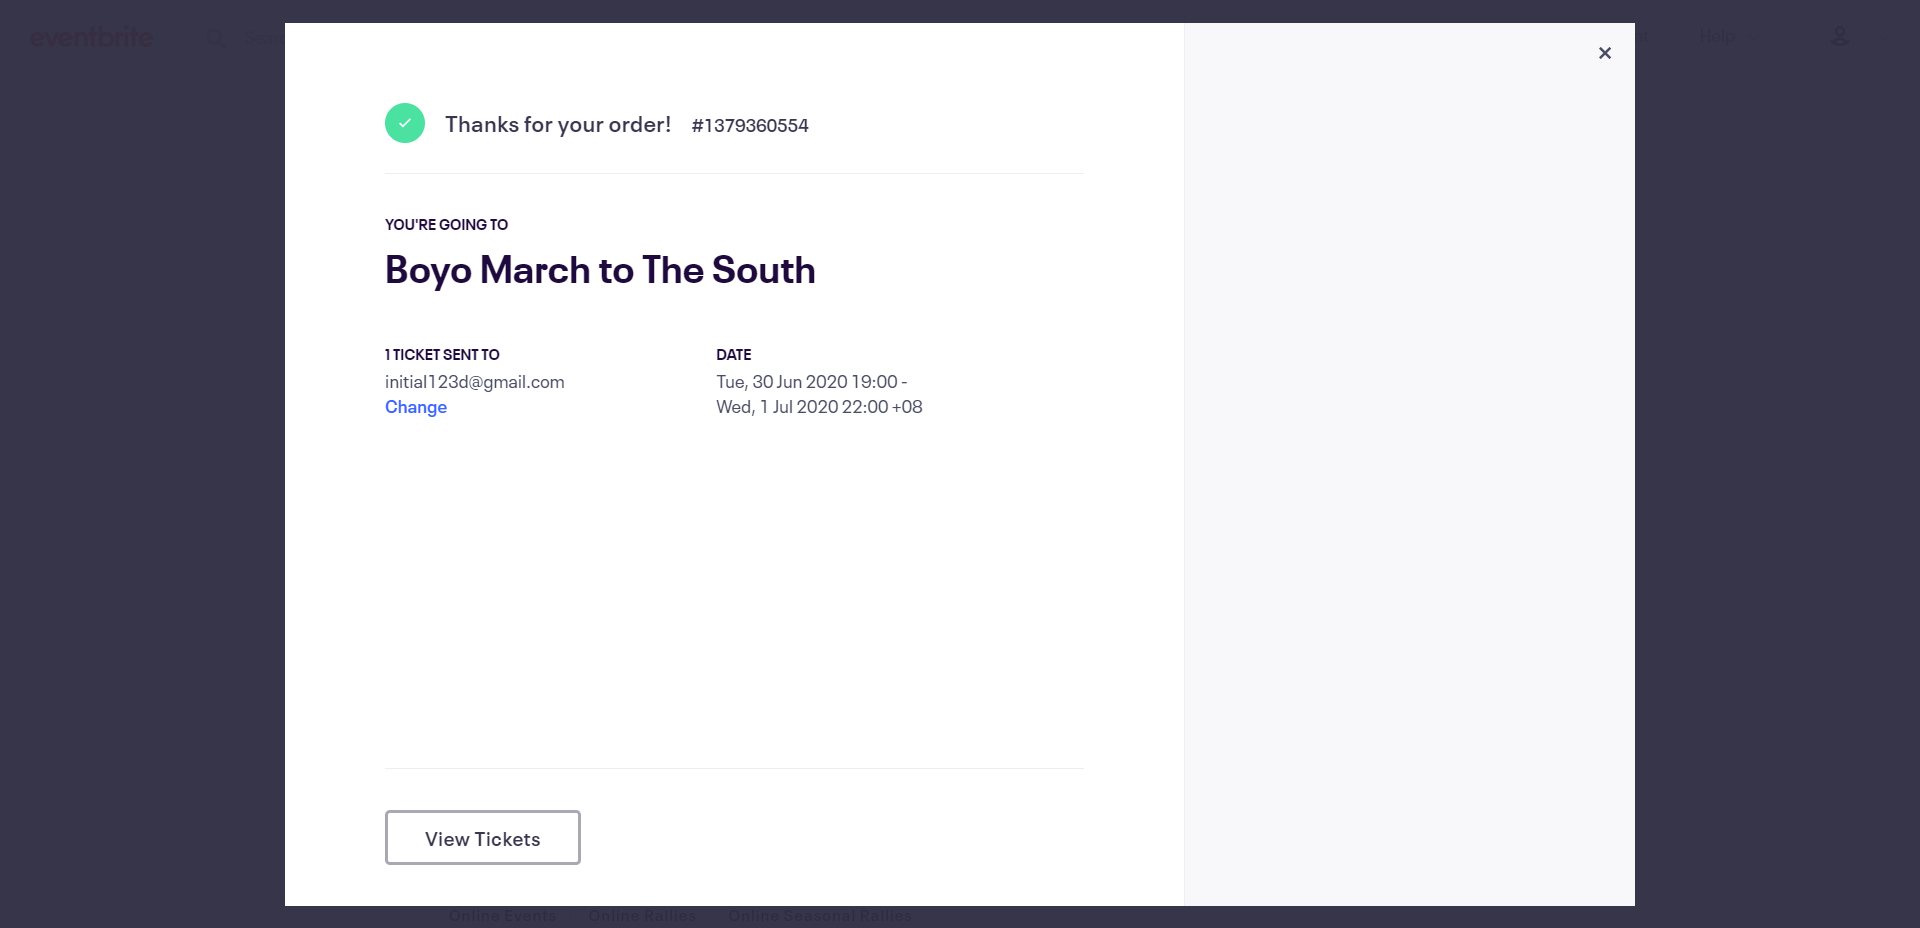 eventbrite
Help
Thanks for your order! #1379360554
YOU'RE GOING TO
Boyo March to The South
1 TICKET SENT TO
initial123d@gmail.com
Change
DATE
Tue, 30 Jun 2020 19:00 -
Wed, 1 Jul 2020 22:00 +08
View Tickets
Online Events Online Rallies Online Seasonal Rallies